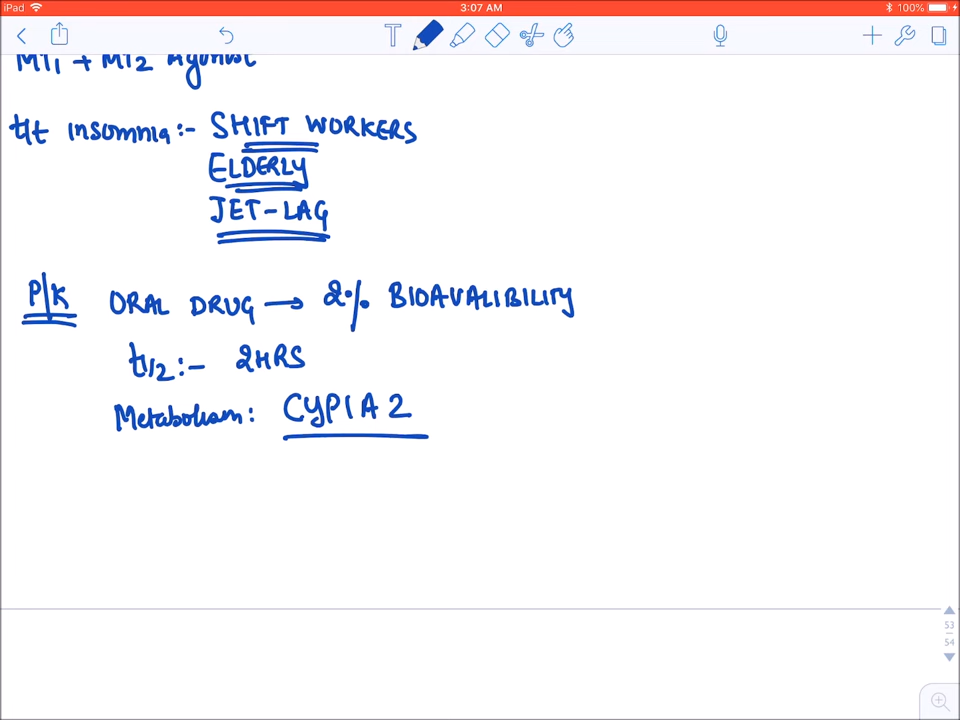 iPad 3:07 AM 100%
T
MT1 + MT2 Agonist
t/t insomnia:- SHIFT WORKERS
ELDERLY
JET-LAG
P/K ORAL DRUG → 2% BIOAVALIBILITY
t1/2:- 2HRS
Metabolism: CYP1A2
53
54